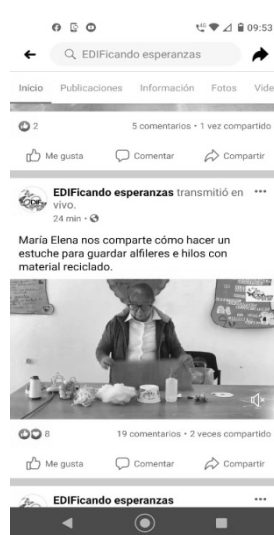 09:53
EDIFicando esperanzas
Inicio Publicaciones Información Fotos Vide
2 5 comentarios • 1 vez compartido
Me gusta Comentar Compartir
EDIFicando esperanzas transmitió en
vivo.
24 min
María Elena nos comparte cómo hacer un
estuche para guardar alfileres e hilos con
material reciclado.
8 19 comentarios • 2 veces compartido
Me gusta Comentar Compartir
EDIFicando esperanzas